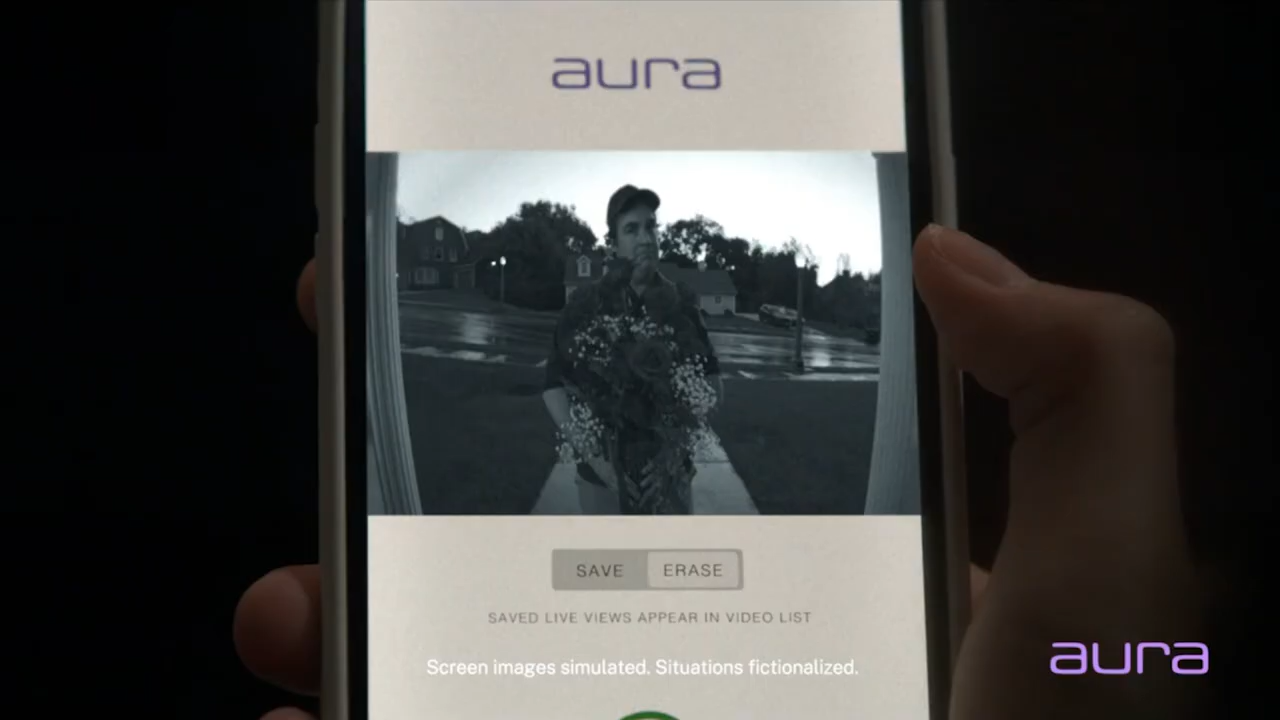 aura
SAVE ERASE
SAVED LIVE VIEWS APPEAR IN VIDEO LIST
Screen images simulated. Situations fictionalized.
aura